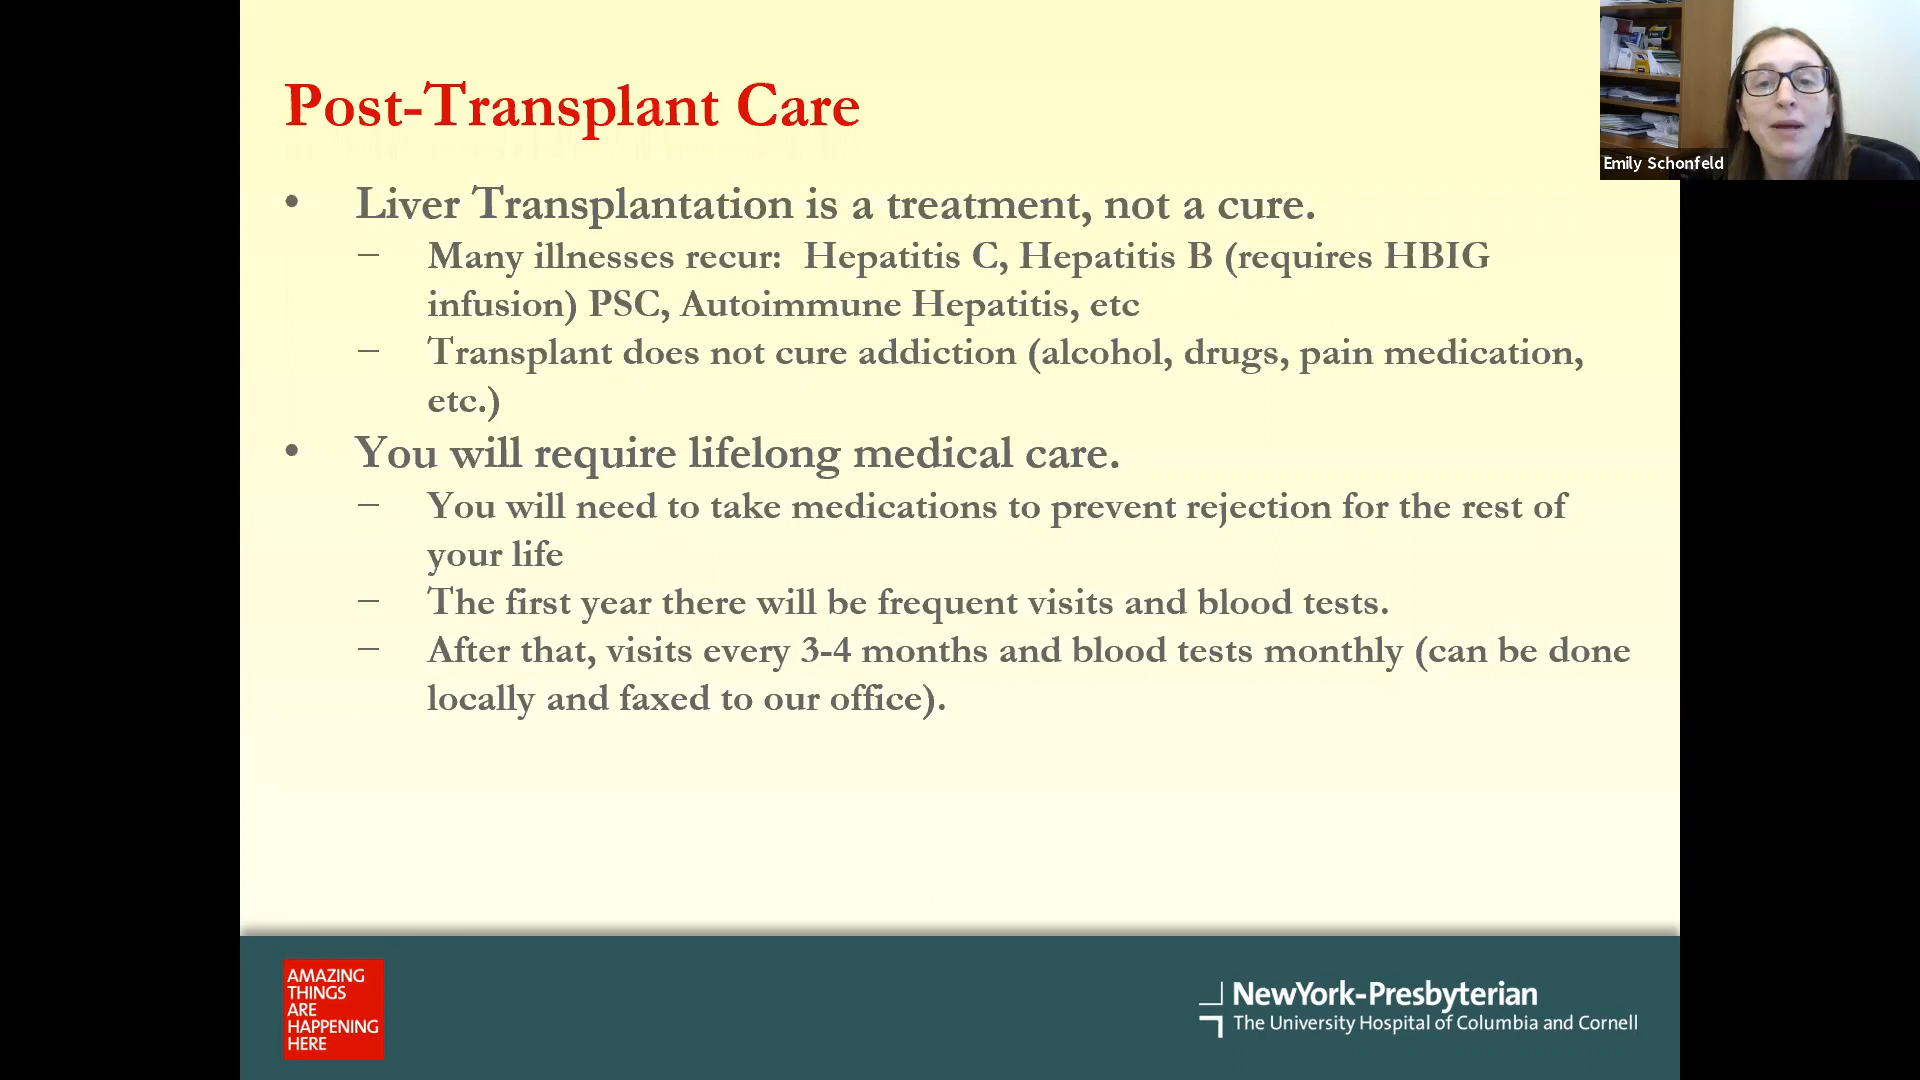 Post-Transplant Care
Emily Schonfeld
• Liver Transplantation is a treatment, not a cure.
– Many illnesses recur:  Hepatitis C, Hepatitis B (requires HBIG
infusion) PSC, Autoimmune Hepatitis, etc
– Transplant does not cure addiction (alcohol, drugs, pain medication,
etc.)
• You will require lifelong medical care.
– You will need to take medications to prevent rejection for the rest of
your life
– The first year there will be frequent visits and blood tests.
– After that, visits every 3-4 months and blood tests monthly (can be done
locally and faxed to our office).
AMAZING
THINGS
ARE
HAPPENING
HERE
NewYork-Presbyterian
The University Hospital of Columbia and Cornell